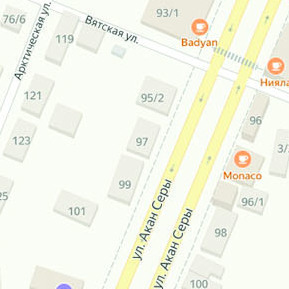 93/1
76/6
Вятская ул.
Badyan
119
Арктическая ул.
Нияла
121
95/2
96
123
97
3/
Monaco
99
96/1
101
ул. Акан Серы
ул. Акан Серы
98
100